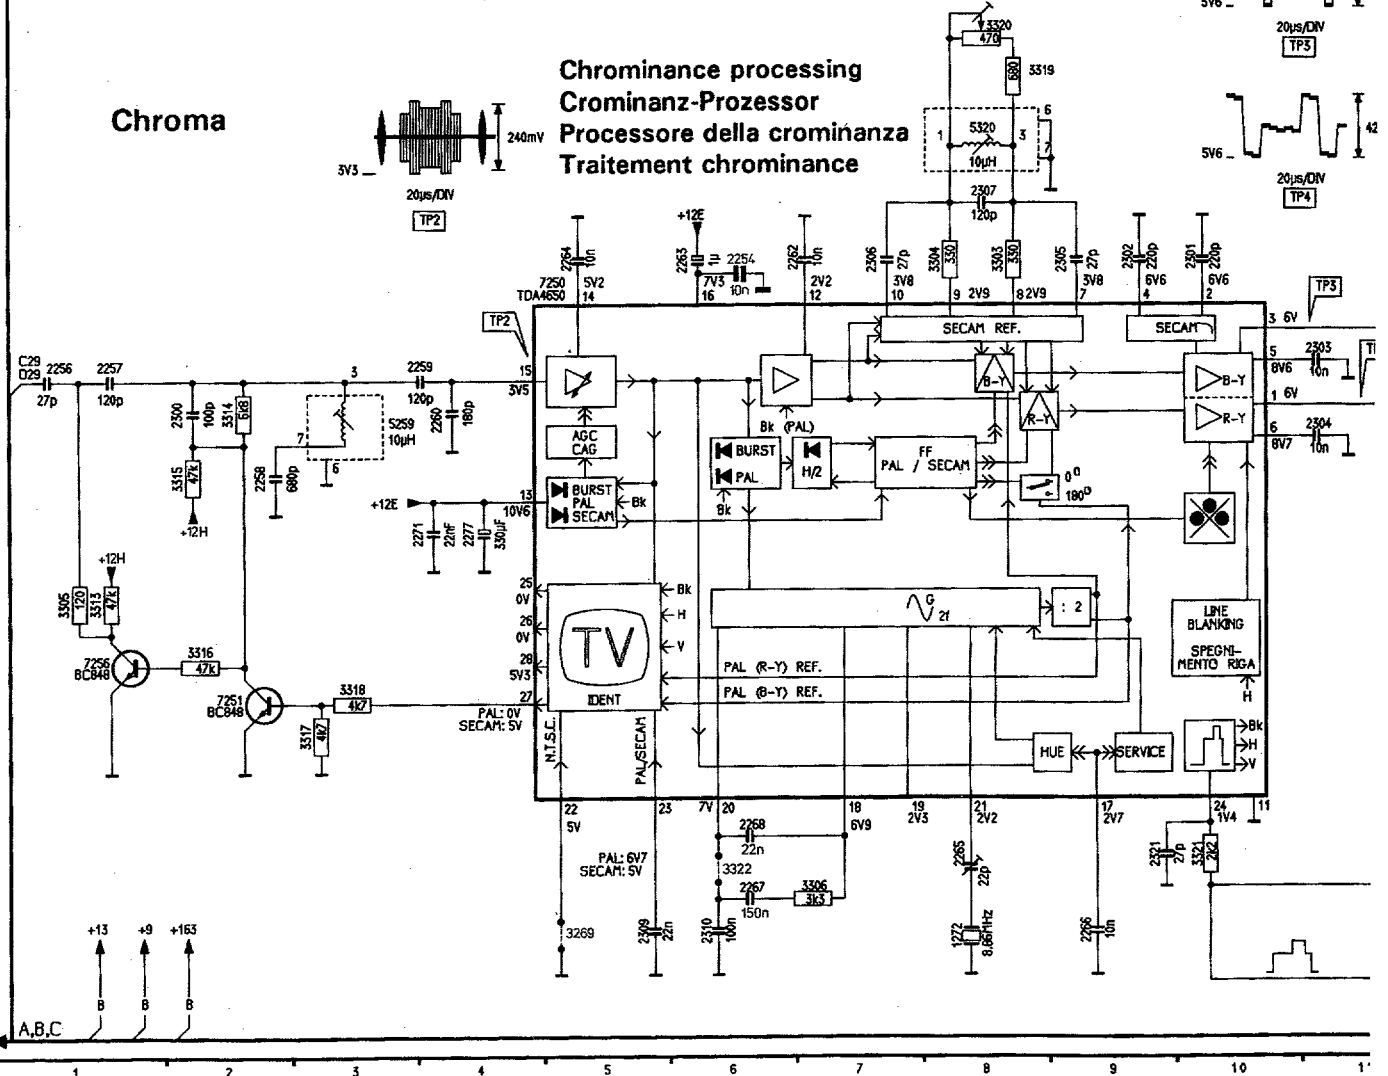 5V6
20µs/DIV
TP3
3320
470
680
3319
Chrominance processing
Crominanz-Prozessor
Processore della crominanza
Traitement chrominance
Chroma
240mV
3V3
20µs/DIV
TP2
1
5320
3
6
7
10µH
42
5V6
20µs/DIV
TP4
2307
120p
+12E
2264
10n
2263
2254
10n
2262
10n
2306
27p
3304
330
3303
330
2305
27p
2302
220p
2301
220p
7250
TDA4650
5V2
14
7V3
16
2V2
12
3V8
10
9
2V9
8
2V9
3V8
7
6V6
4
6V6
2
TP2
TP3
SECAM REF.
SECAM
3 6V
C29
D29
2256
27p
2257
120p
3
2259
120p
2260
180p
15
3V5
2300
100p
3314
6k8
7
5259
10µH
6
B-Y
R-Y
B-Y
R-Y
5
8V6
2303
10n
1 6V
6
8V7
2304
10n
Bk (PAL)
AGC
CAG
BURST
PAL
H/2
FF
PAL / SECAM
0°
180°
3315
47k
+12H
2258
680p
+12E
13
10V6
BURST
PAL
SECAM
Bk
Bk
2271
22nF
2277
330µF
+12H
3305
120
3313
47k
25
0V
26
0V
28
5V3
27
TV
IDENT
Bk
H
V
G
2f
: 2
LINE
BLANKING
SPEGNI-
MENTO RIGA
H
PAL (R-Y) REF.
PAL (B-Y) REF.
7256
BC848
3316
47k
7251
BC848
3318
4k7
3317
4k7
PAL: 0V
SECAM: 5V
N.T.S.C.
PAL/SECAM
HUE
SERVICE
Bk
H
V
22
5V
23
7V
20
18
6V9
19
2V3
21
2V2
17
2V7
24
1V4
11
PAL: 6V7
SECAM: 5V
2268
22n
3322
2267
150n
3306
3k3
2265
22p
2321
27p
3321
2k2
3269
2309
22n
2310
100n
1272
8,86MHz
2266
10n
+13
+9
+163
B
B
B
A,B,C
1
2
3
4
5
6
7
8
9
10